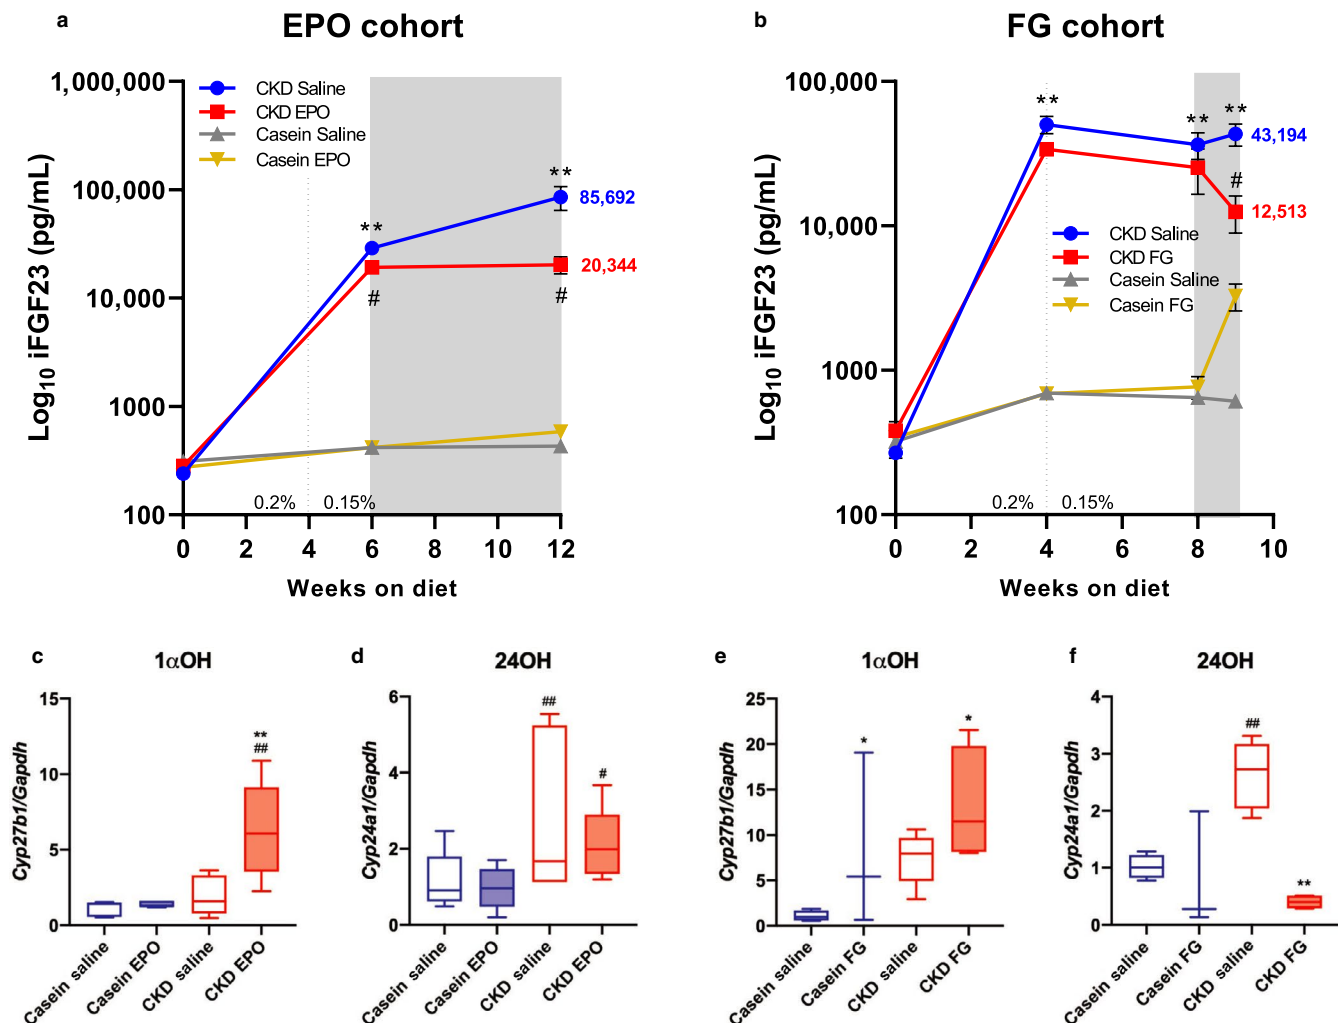 a
EPO cohort
1,000,000
100,000
10,000
1000
100
Log10 iFGF23 (pg/mL)
CKD Saline
CKD EPO
Casein Saline
Casein EPO
**
#
**
#
85,692
20,344
0.2%
0.15%
0 2 4 6 8 10 12
Weeks on diet
b
FG cohort
100,000
10,000
1000
100
Log10 iFGF23 (pg/mL)
**
**
**
#
43,194
12,513
CKD Saline
CKD FG
Casein Saline
Casein FG
0.2%
0.15%
0 2 4 6 8 10
Weeks on diet
c
1αOH
15
10
5
0
Cyp27b1/Gapdh
**
##
Casein saline
Casein EPO
CKD saline
CKD EPO
d
24OH
6
4
2
0
Cyp24a1/Gapdh
##
#
Casein saline
Casein EPO
CKD saline
CKD EPO
e
1αOH
25
20
15
10
5
0
Cyp27b1/Gapdh
*
*
Casein saline
Casein FG
CKD saline
CKD FG
f
24OH
4
3
2
1
0
Cyp24a1/Gapdh
##
**
Casein saline
Casein FG
CKD saline
CKD FG